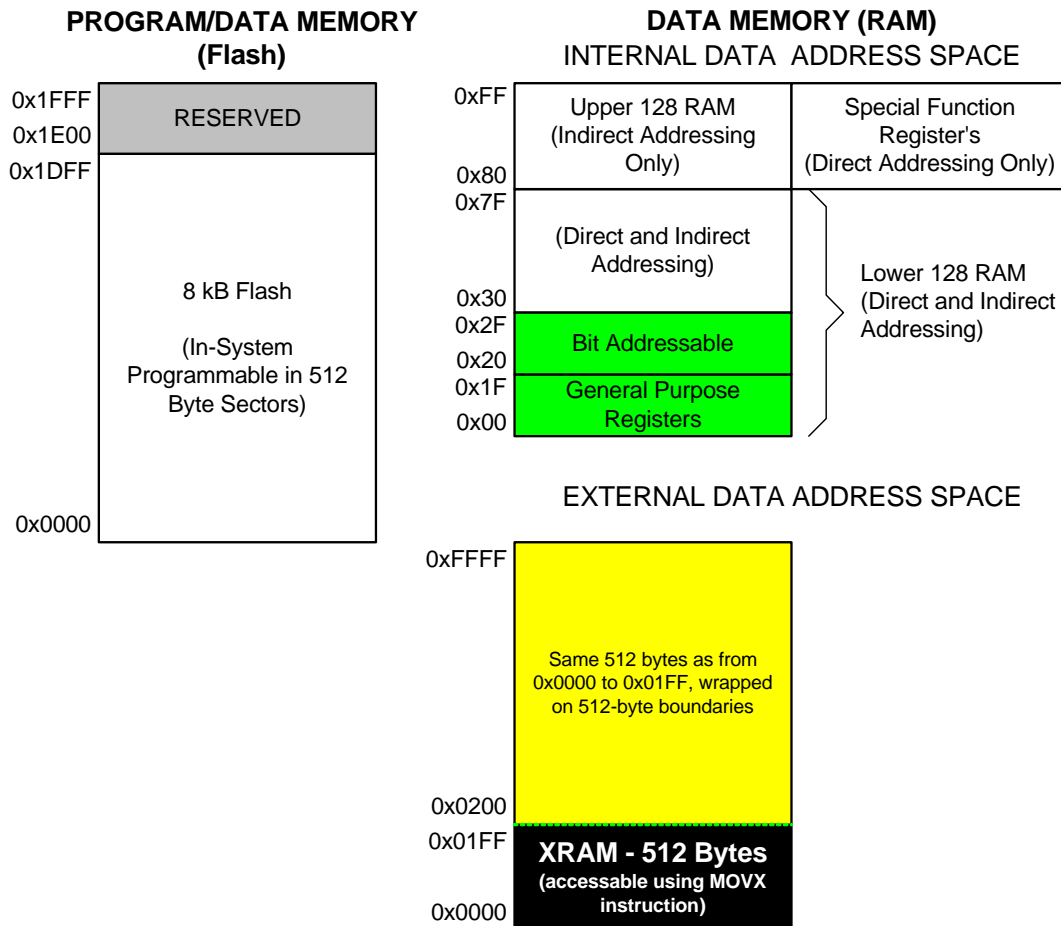 PROGRAM/DATA MEMORY
(Flash)
0x1FFF
RESERVED
0x1E00
0x1DFF
8 kB Flash
(In-System
Programmable in 512
Byte Sectors)
0x0000
DATA MEMORY (RAM)
INTERNAL DATA ADDRESS SPACE
0xFF
Upper 128 RAM
(Indirect Addressing
Only)
0x80
Special Function
Register's
(Direct Addressing Only)
0x7F
(Direct and Indirect
Addressing)
0x30
Lower 128 RAM
(Direct and Indirect
Addressing)
0x2F
Bit Addressable
0x20
0x1F
General Purpose
Registers
0x00
EXTERNAL DATA ADDRESS SPACE
0xFFFF
Same 512 bytes as from
0x0000 to 0x01FF, wrapped
on 512-byte boundaries
0x0200
0x01FF
XRAM - 512 Bytes
(accessable using MOVX
instruction)
0x0000